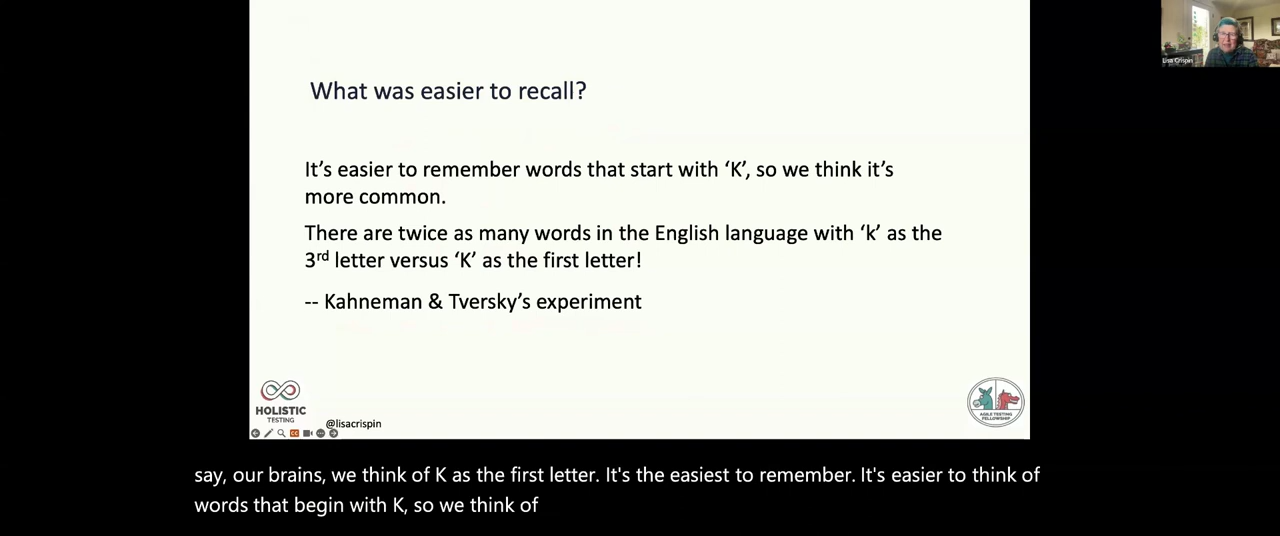 Lisa Crispin
What was easier to recall?
It's easier to remember words that start with 'K', so we think it's
more common.
There are twice as many words in the English language with 'k' as the
3rd letter versus 'K' as the first letter!
-- Kahneman & Tversky's experiment
HOLISTIC
TESTING
@lisacrispin
AGILE TESTING
FELLOWSHIP
say, our brains, we think of K as the first letter. It's the easiest to remember. It's easier to think of
words that begin with K, so we think of